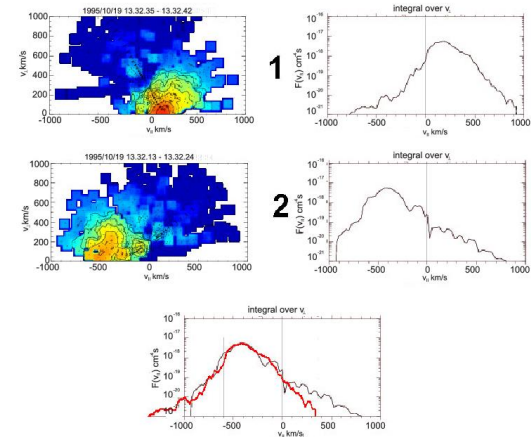 1995/10/19 13.32.35 - 13.32.42
integral over v⊥
1000
800
600
400
200
0
v⊥ km/s
-1000 -500 0 500 1000
v॥ km/s
1
10⁻¹⁶
10⁻¹⁷
10⁻¹⁸
10⁻¹⁹
10⁻²⁰
10⁻²¹
F(v॥) cm⁻⁴s
-1000 -500 0 500 1000
v॥ km/s
1995/10/19 13.32.13 - 13.32.24
integral over v⊥
1000
800
600
400
200
0
v⊥ km/s
-1000 -500 0 500 1000
v॥ km/s
2
10⁻¹⁶
10⁻¹⁷
10⁻¹⁸
10⁻¹⁹
10⁻²⁰
10⁻²¹
F(v॥) cm⁻⁴s
-1000 -500 0 500 1000
v॥ km/s
integral over v⊥
10⁻¹⁶
10⁻¹⁷
10⁻¹⁸
10⁻¹⁹
10⁻²⁰
10⁻²¹
F(v॥) cm⁻⁴s
-1000 -500 0 500 1000
v॥ km/s